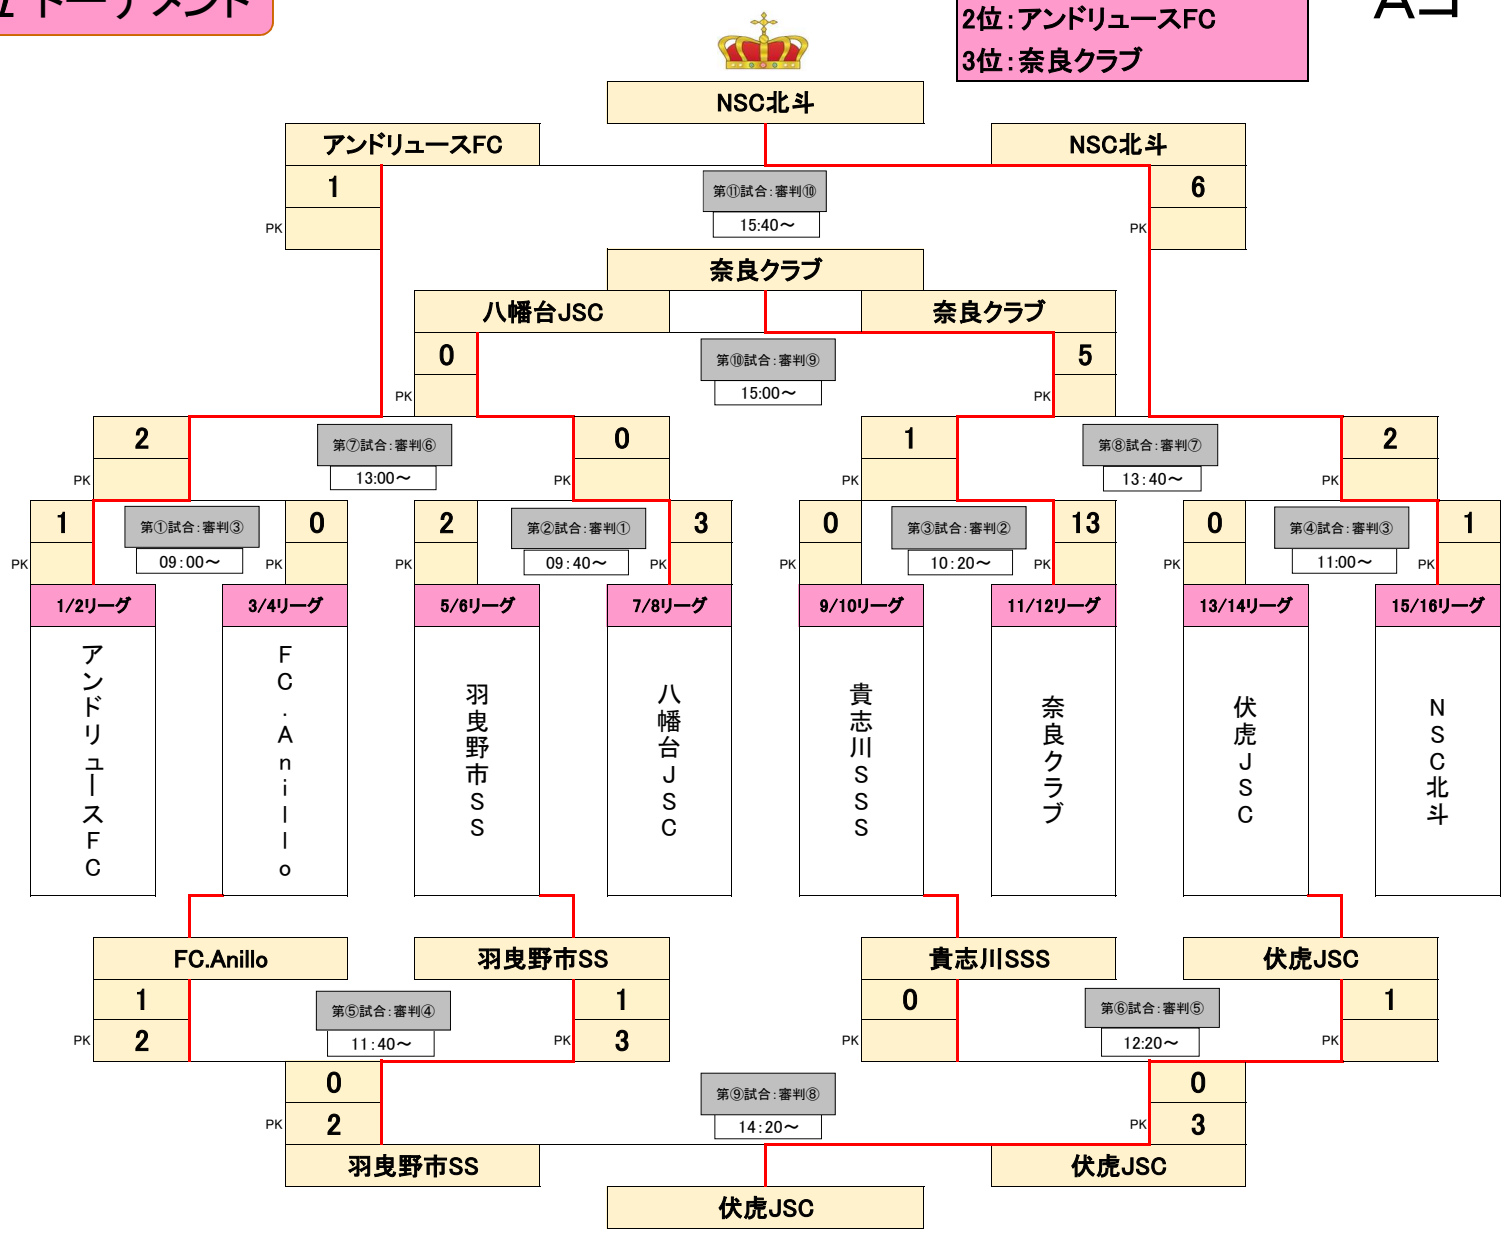 トーナメント
2位：アンドリュースFC
3位：奈良クラブ
Aコ
NSC北斗
アンドリュースFC
NSC北斗
1
第⑪試合：審判⑩
6
PK
15:40～
PK
奈良クラブ
八幡台JSC
奈良クラブ
0
第⑩試合：審判⑨
5
PK
15:00～
PK
2
第⑦試合：審判⑥
0
1
第⑧試合：審判⑦
2
PK
13:00～
PK
PK
13:40～
PK
1
第①試合：審判③
0
2
第②試合：審判①
3
0
第③試合：審判②
13
0
第④試合：審判③
1
PK
09:00～
PK
PK
09:40～
PK
PK
10:20～
PK
PK
11:00～
PK
1/2リーグ
3/4リーグ
5/6リーグ
7/8リーグ
9/10リーグ
11/12リーグ
13/14リーグ
15/16リーグ
アンドリュースFC
FC.Anillo
羽曳野市SS
八幡台JSC
貴志川SSS
奈良クラブ
伏虎JSC
NSC北斗
FC.Anillo
羽曳野市SS
貴志川SSS
伏虎JSC
1
第⑤試合：審判④
1
0
第⑥試合：審判⑤
1
PK
2
11:40～
PK
3
PK
12:20～
PK
0
第⑨試合：審判⑧
0
PK
2
14:20～
PK
3
羽曳野市SS
伏虎JSC
伏虎JSC